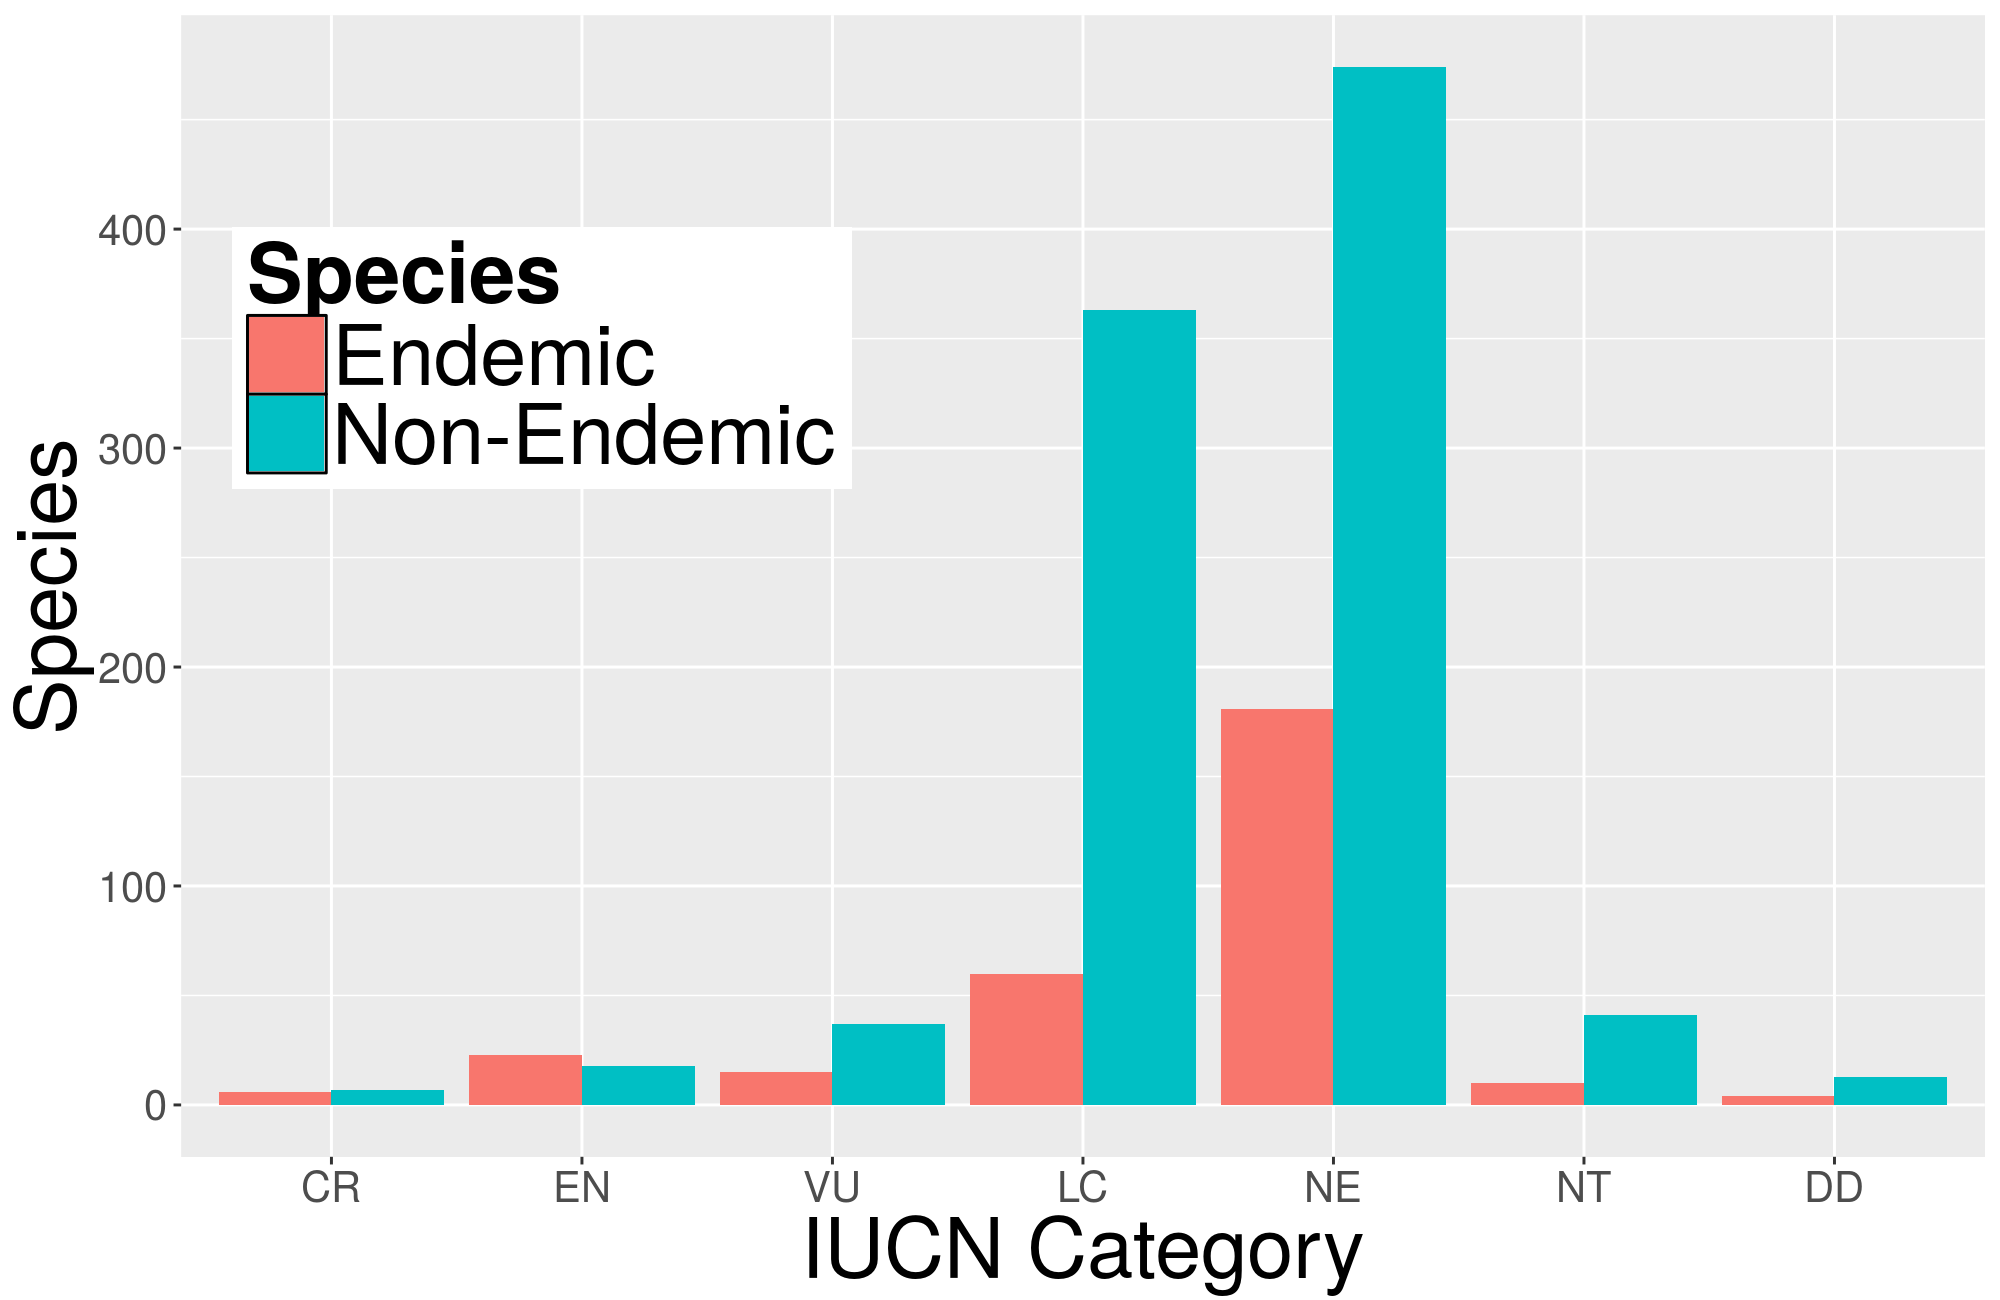 Species
Endemic
Non-Endemic
Species
400
300
200
100
0
CR EN VU LC NE NT DD
IUCN Category